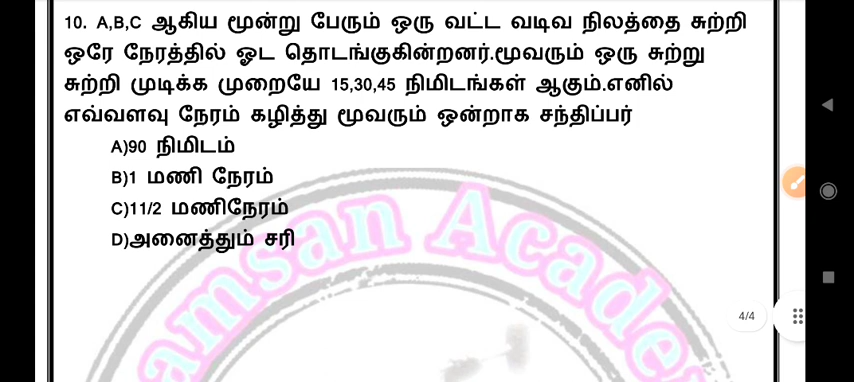 10. A,B,C ஆகிய மூன்று பேரும் ஒரு வட்ட வடிவ நிலத்தை சுற்றி
ஒரே நேரத்தில் ஓட தொடங்குகின்றனர்.மூவரும் ஒரு சுற்று
சுற்றி முடிக்க முறையே 15,30,45 நிமிடங்கள் ஆகும்.எனில்
எவ்வளவு நேரம் கழித்து மூவரும் ஒன்றாக சந்திப்பர்
A)90 நிமிடம்
B)1 மணி நேரம்
C)11/2 மணிநேரம்
D)அனைத்தும் சரி
amsan Academ
4/4